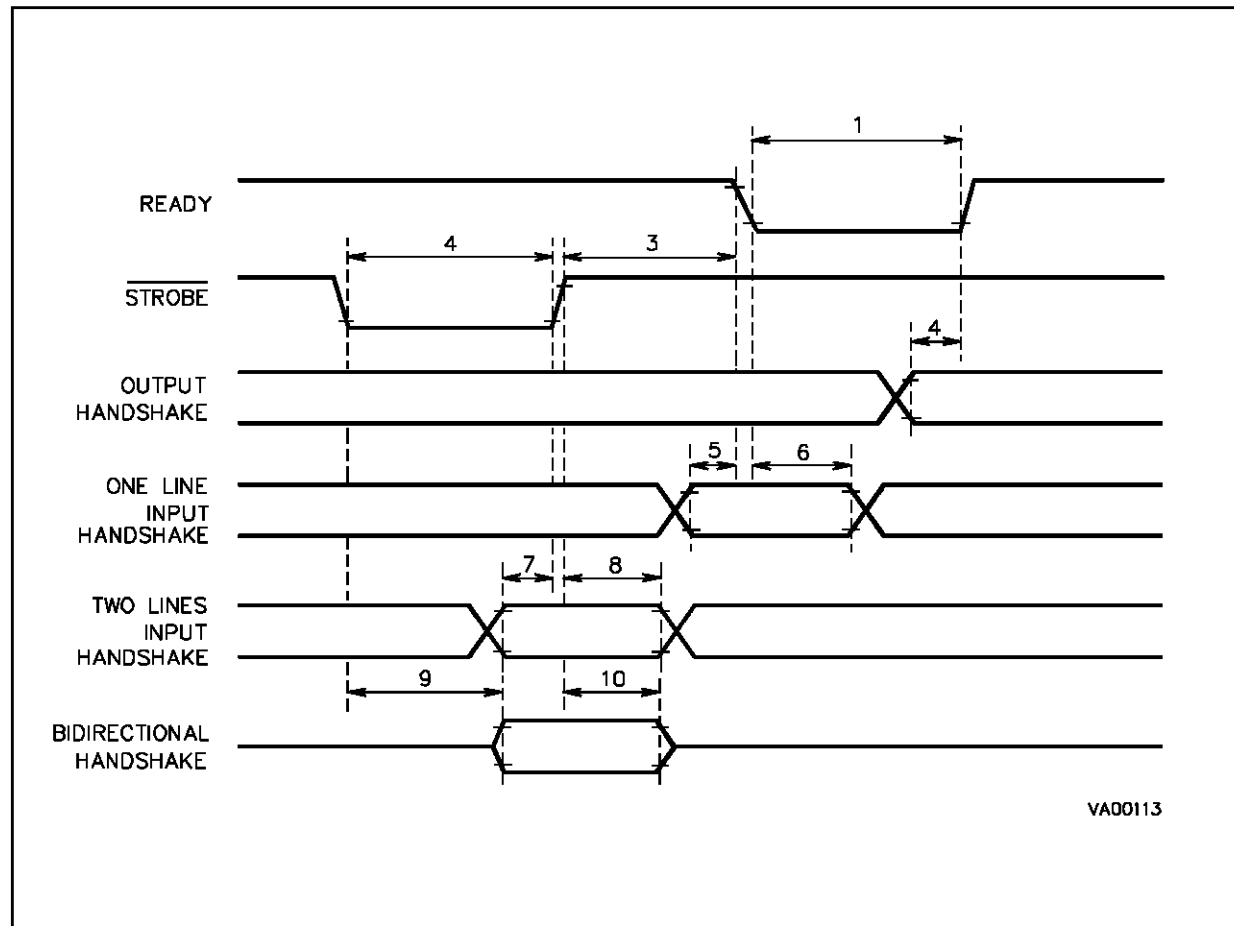 1
READY
4
3
STROBE
4
OUTPUT
HANDSHAKE
5
6
ONE LINE
INPUT
HANDSHAKE
7
8
TWO LINES
INPUT
HANDSHAKE
9
10
BIDIRECTIONAL
HANDSHAKE
VA00113